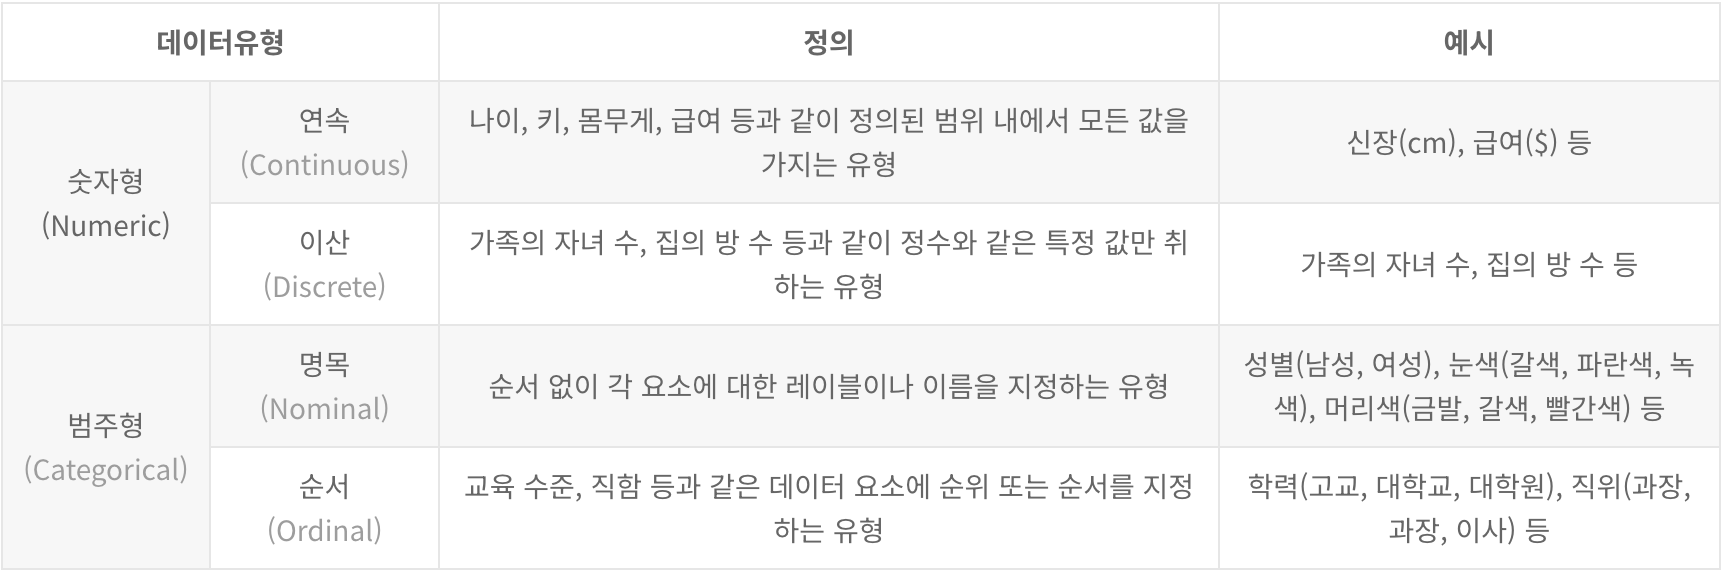 데이터유형
정의
예시
숫자형
(Numeric)
연속
(Continuous)
나이, 키, 몸무게, 급여 등과 같이 정의된 범위 내에서 모든 값을
가지는 유형
신장(cm), 급여($) 등
이산
(Discrete)
가족의 자녀 수, 집의 방 수 등과 같이 정수와 같은 특정 값만 취
하는 유형
가족의 자녀 수, 집의 방 수 등
범주형
(Categorical)
명목
(Nominal)
순서 없이 각 요소에 대한 레이블이나 이름을 지정하는 유형
성별(남성, 여성), 눈색(갈색, 파란색, 녹
색), 머리색(금발, 갈색, 빨간색) 등
순서
(Ordinal)
교육 수준, 직함 등과 같은 데이터 요소에 순위 또는 순서를 지정
하는 유형
학력(고교, 대학교, 대학원), 직위(과장,
과장, 이사) 등